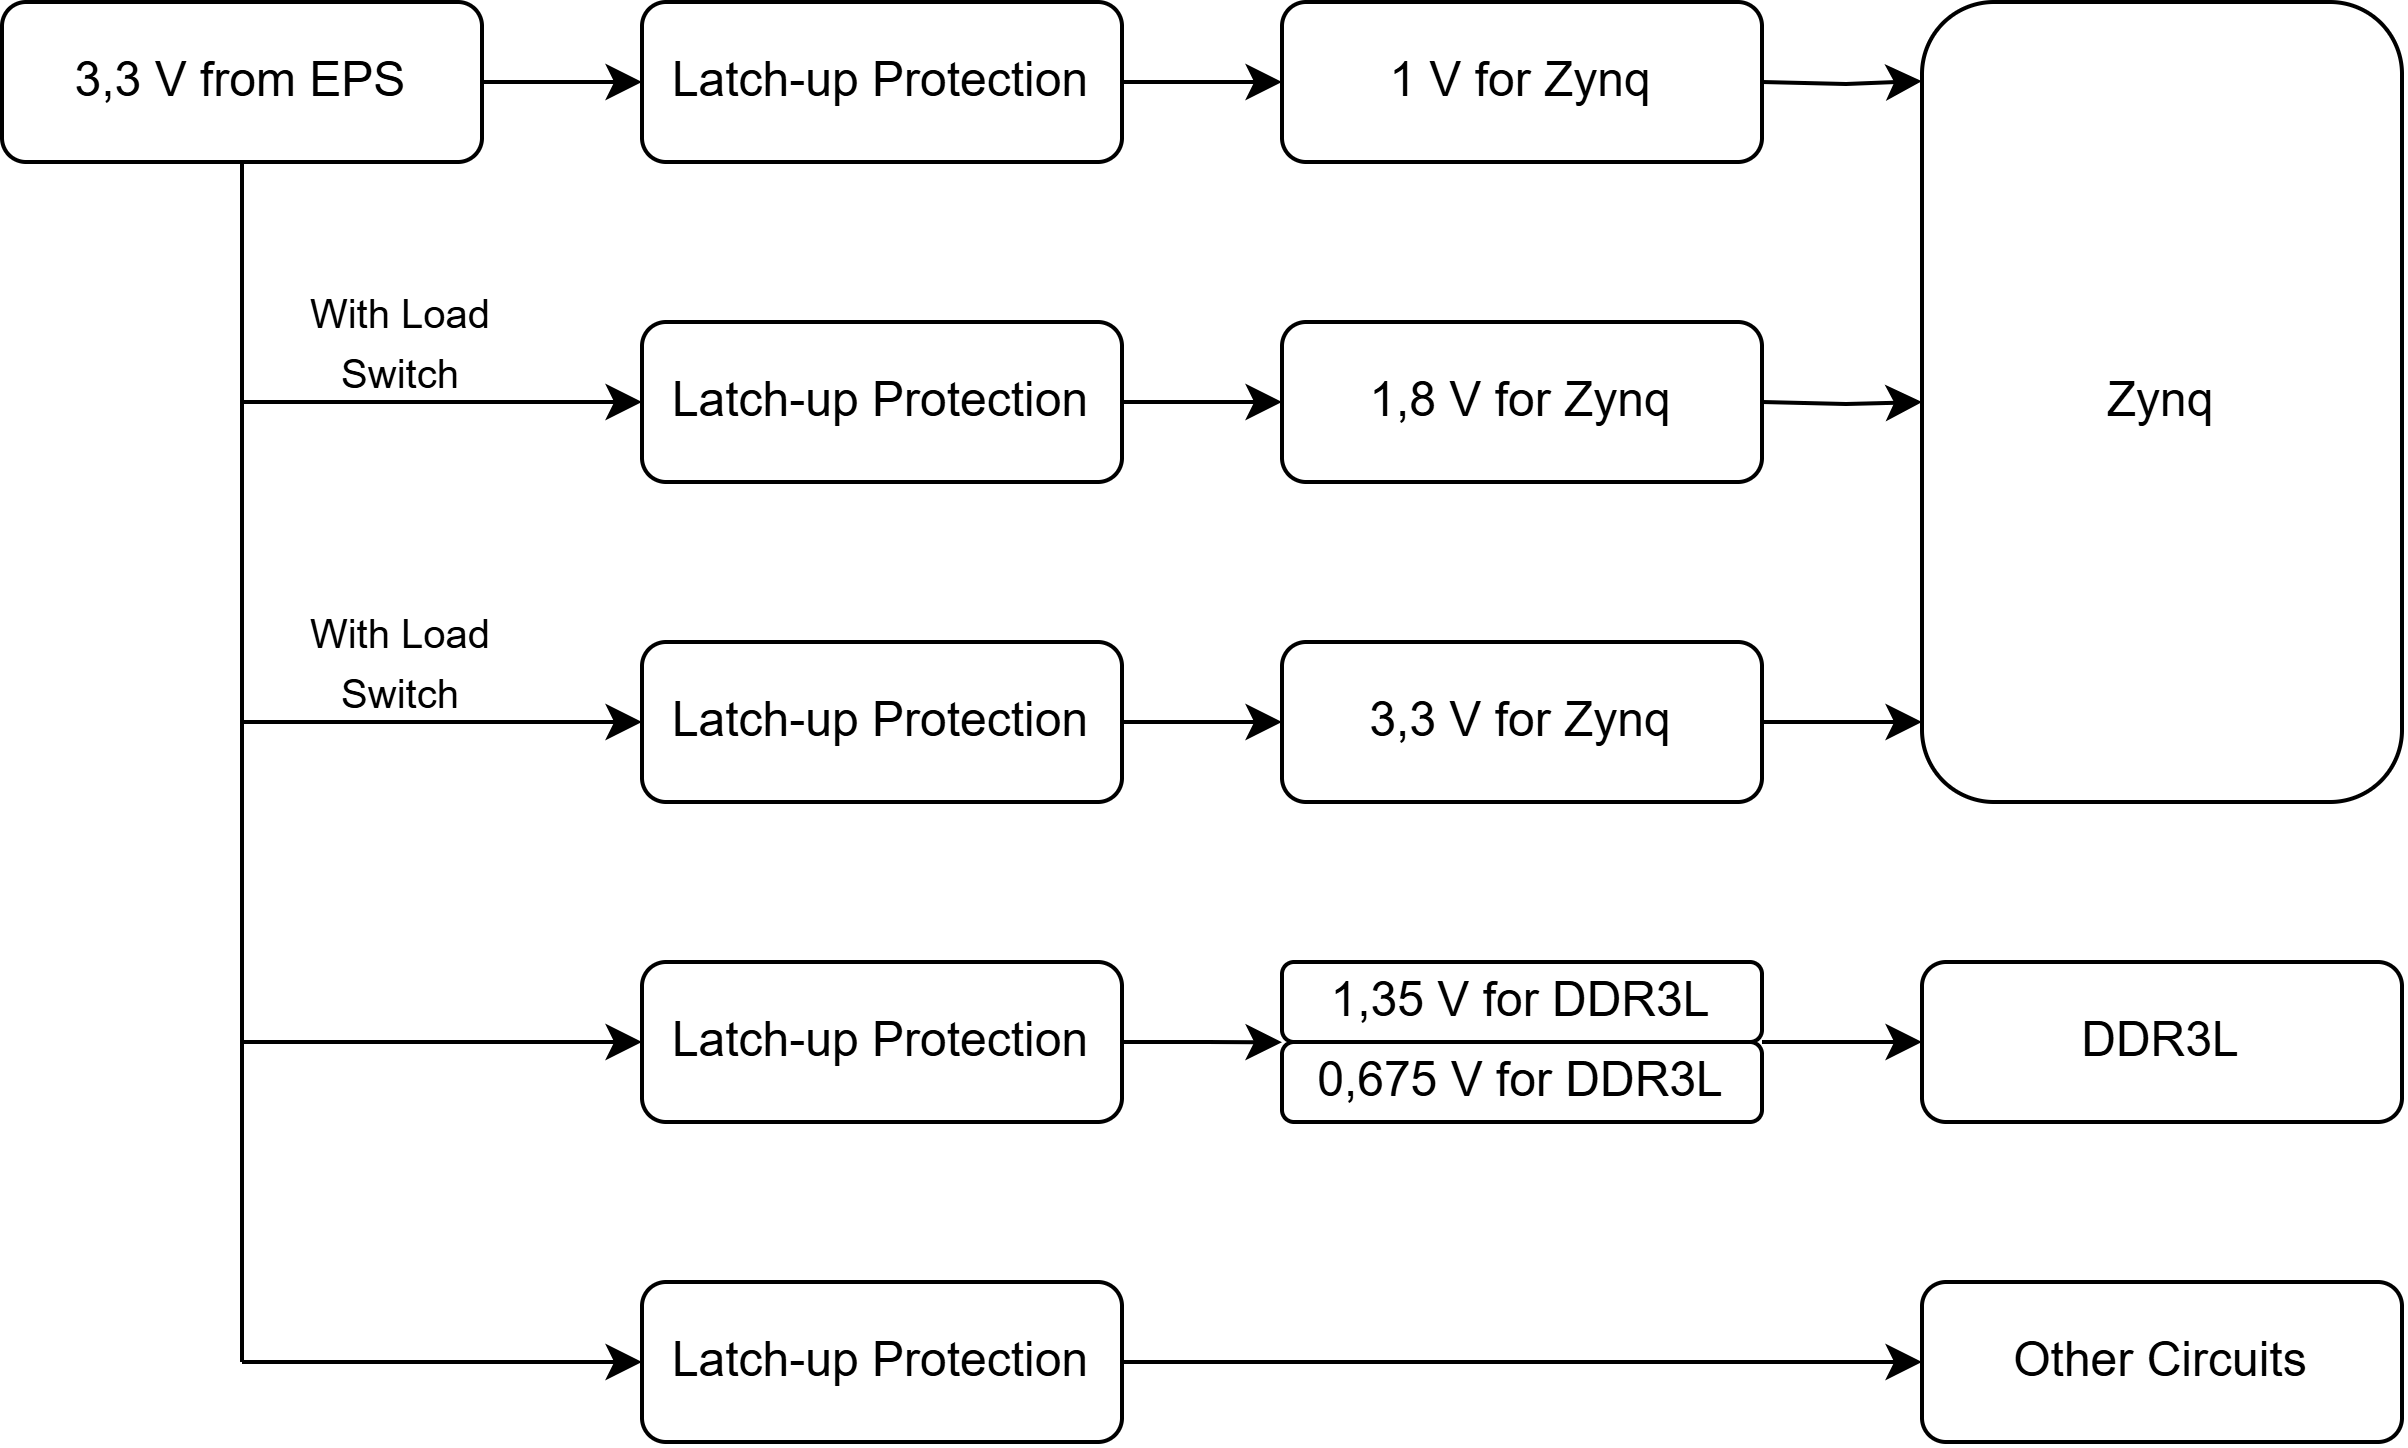 3,3 V from EPS
Latch-up Protection
1 V for Zynq
With Load
Switch
Latch-up Protection
1,8 V for Zynq
Zynq
With Load
Switch
Latch-up Protection
3,3 V for Zynq
Latch-up Protection
1,35 V for DDR3L
0,675 V for DDR3L
DDR3L
Latch-up Protection
Other Circuits